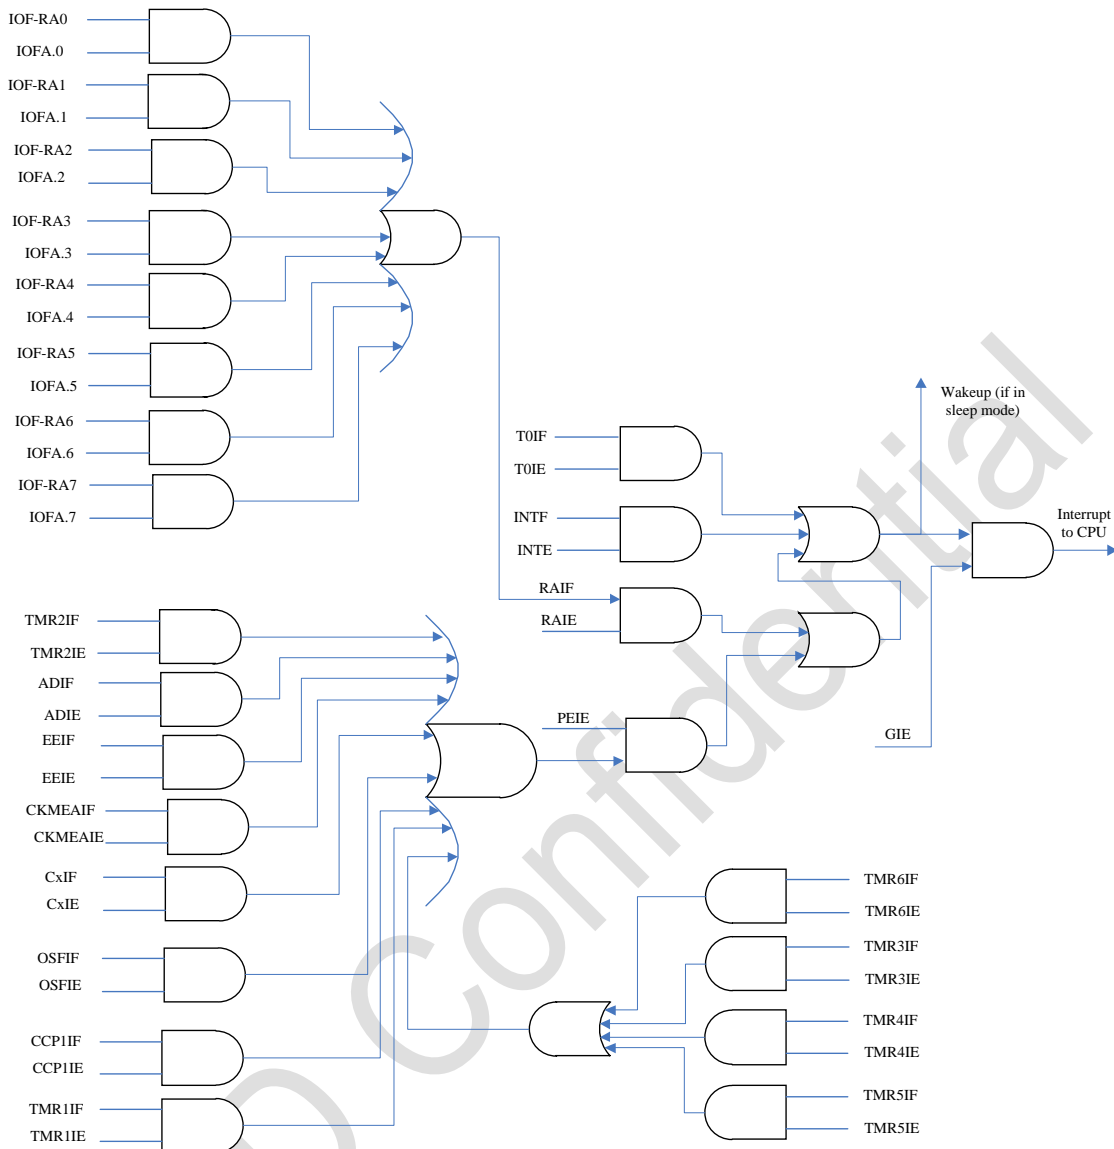 IOF-RA0
IOFA.0
IOF-RA1
IOFA.1
IOF-RA2
IOFA.2
IOF-RA3
IOFA.3
IOF-RA4
IOFA.4
IOF-RA5
IOFA.5
IOF-RA6
IOFA.6
IOF-RA7
IOFA.7
Wakeup (if in
sleep mode)
T0IF
T0IE
INTF
INTE
Interrupt
to CPU
RAIF
RAIE
PEIE
GIE
TMR2IF
TMR2IE
ADIF
ADIE
EEIF
EEIE
CKMEAIF
CKMEAIE
CxIF
CxIE
OSFIF
OSFIE
CCP1IF
CCP1IE
TMR1IF
TMR1IE
TMR6IF
TMR6IE
TMR3IF
TMR3IE
TMR4IF
TMR4IE
TMR5IF
TMR5IE
Confidential